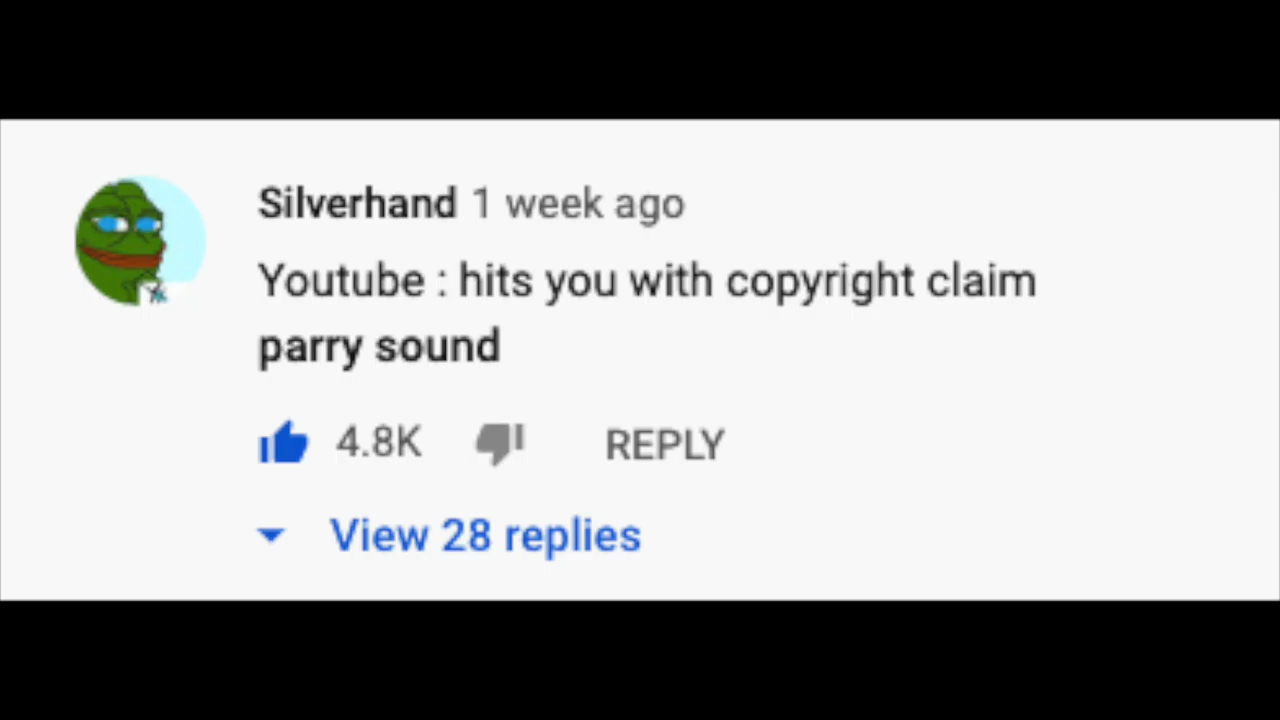 Silverhand 1 week ago
Youtube : hits you with copyright claim
parry sound
4.8K REPLY
View 28 replies